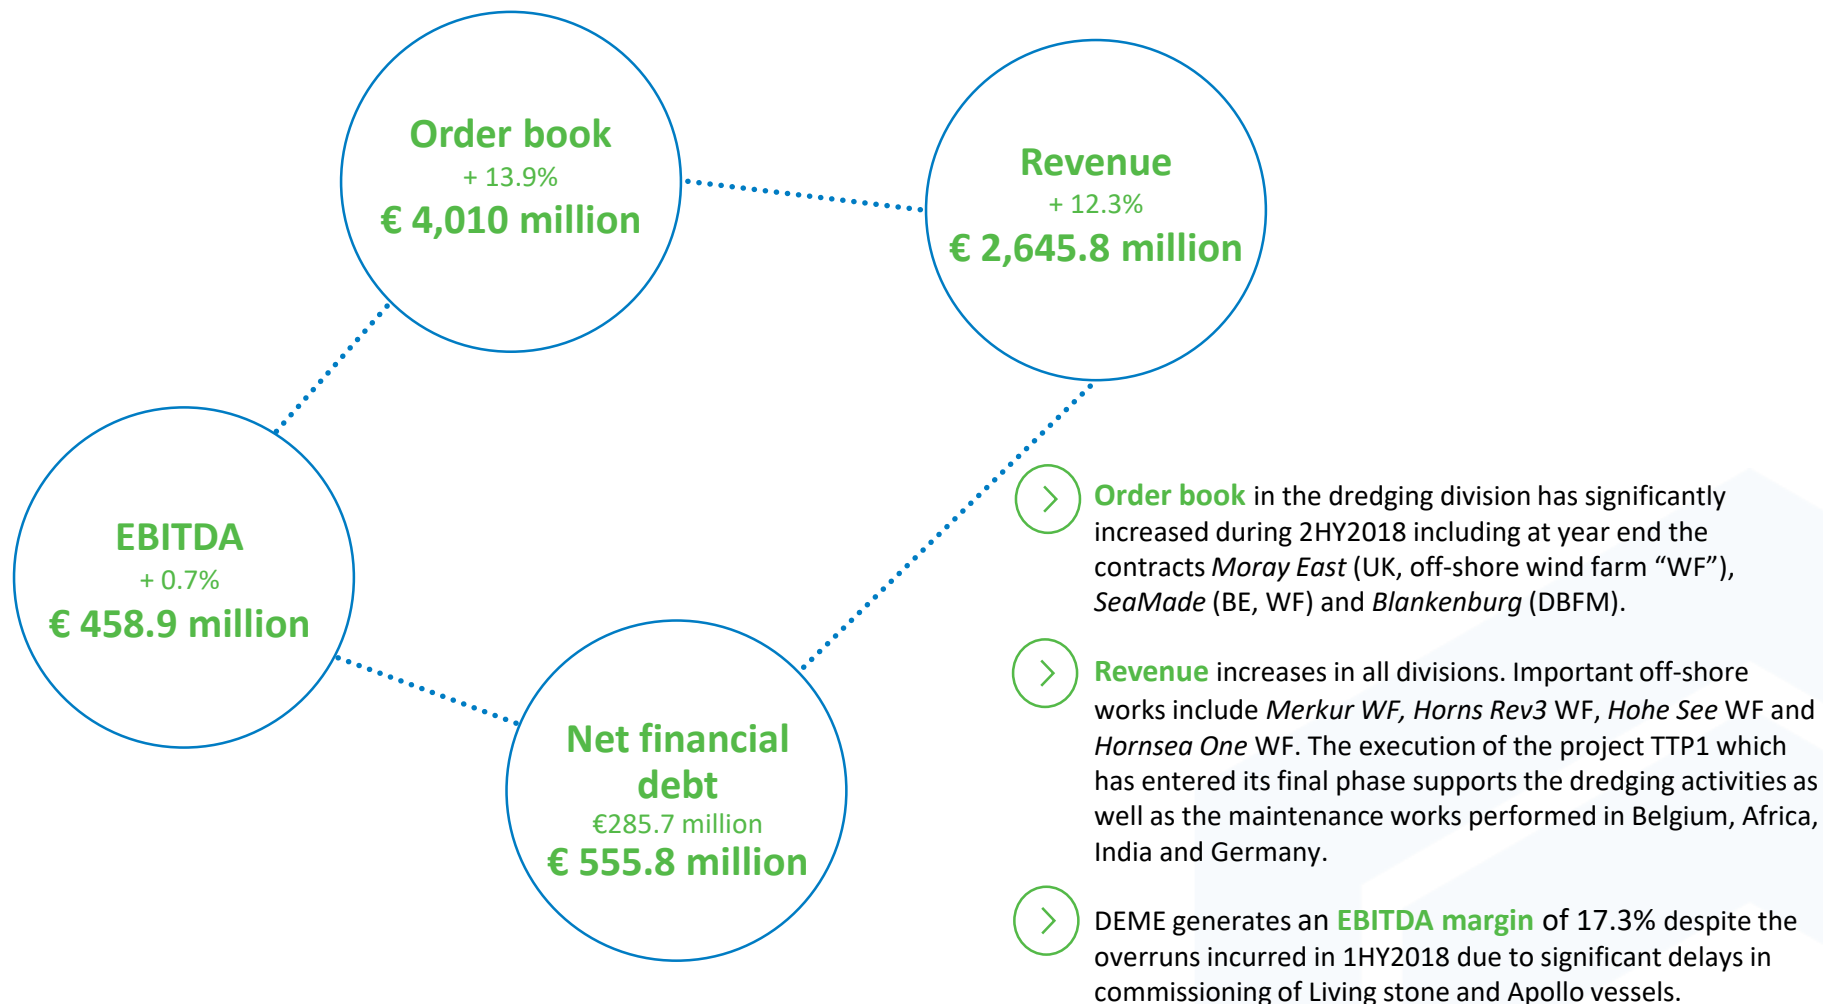 Order book
+ 13.9%
€ 4,010 million
Revenue
+ 12.3%
€ 2,645.8 million
EBITDA
+ 0.7%
€ 458.9 million
Net financial
debt
€285.7 million
€ 555.8 million
Order book in the dredging division has significantly
increased during 2HY2018 including at year end the
contracts Moray East (UK, off-shore wind farm “WF”),
SeaMade (BE, WF) and Blankenburg (DBFM).
Revenue increases in all divisions. Important off-shore
works include Merkur WF, Horns Rev3 WF, Hohe See WF and
Hornsea One WF. The execution of the project TTP1 which
has entered its final phase supports the dredging activities as
well as the maintenance works performed in Belgium, Africa,
India and Germany.
DEME generates an EBITDA margin of 17.3% despite the
overruns incurred in 1HY2018 due to significant delays in
commissioning of Living stone and Apollo vessels.